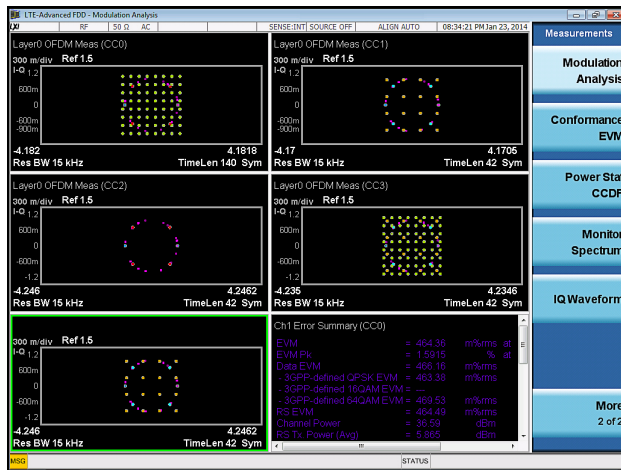 LTE-Advanced FDD - Modulation Analysis
LXI RF 50 Ω AC SENSE:INT SOURCE OFF ALIGN AUTO 08:34:21 PM Jan 23, 2014
Measurements
Modulation
Analysis
Conformance
EVM
Power Stat
CCDF
Monitor
Spectrum
IQ Waveform
More
2 of 2
Layer0 OFDM Meas (CC0)
300 m/div Ref 1.5
I-Q 1.2
600m
0
-600m
-900m
-4.182 4.1818
Res BW 15 kHz TimeLen 140 Sym
Layer0 OFDM Meas (CC1)
300 m/div Ref 1.5
I-Q 1.2
600m
0
-600m
-900m
-4.17 4.1705
Res BW 15 kHz TimeLen 42 Sym
Layer0 OFDM Meas (CC2)
300 m/div Ref 1.5
I-Q 1.2
600m
0
-600m
-1.2
-4.246 4.2462
Res BW 15 kHz TimeLen 42 Sym
Layer0 OFDM Meas (CC3)
300 m/div Ref 1.5
I-Q 1.2
600m
0
-600m
-1.2
-4.235 4.2346
Res BW 15 kHz TimeLen 42 Sym
300 m/div Ref 1.5
I-Q 1.2
600m
0
-600m
-1.2
-4.246 4.2462
Res BW 15 kHz TimeLen 42 Sym
Ch1 Error Summary (CC0)
EVM = 464.36 m%rms at
EVM Pk = 1.5915 % at
Data EVM = 466.16 m%rms
- 3GPP-defined QPSK EVM = 463.38 m%rms
- 3GPP-defined 16QAM EVM = ---
- 3GPP-defined 64QAM EVM = 469.53 m%rms
RS EVM = 464.49 m%rms
Channel Power = 36.59 dBm
RS Tx. Power (Avg) = 5.865 dBm
MSG STATUS